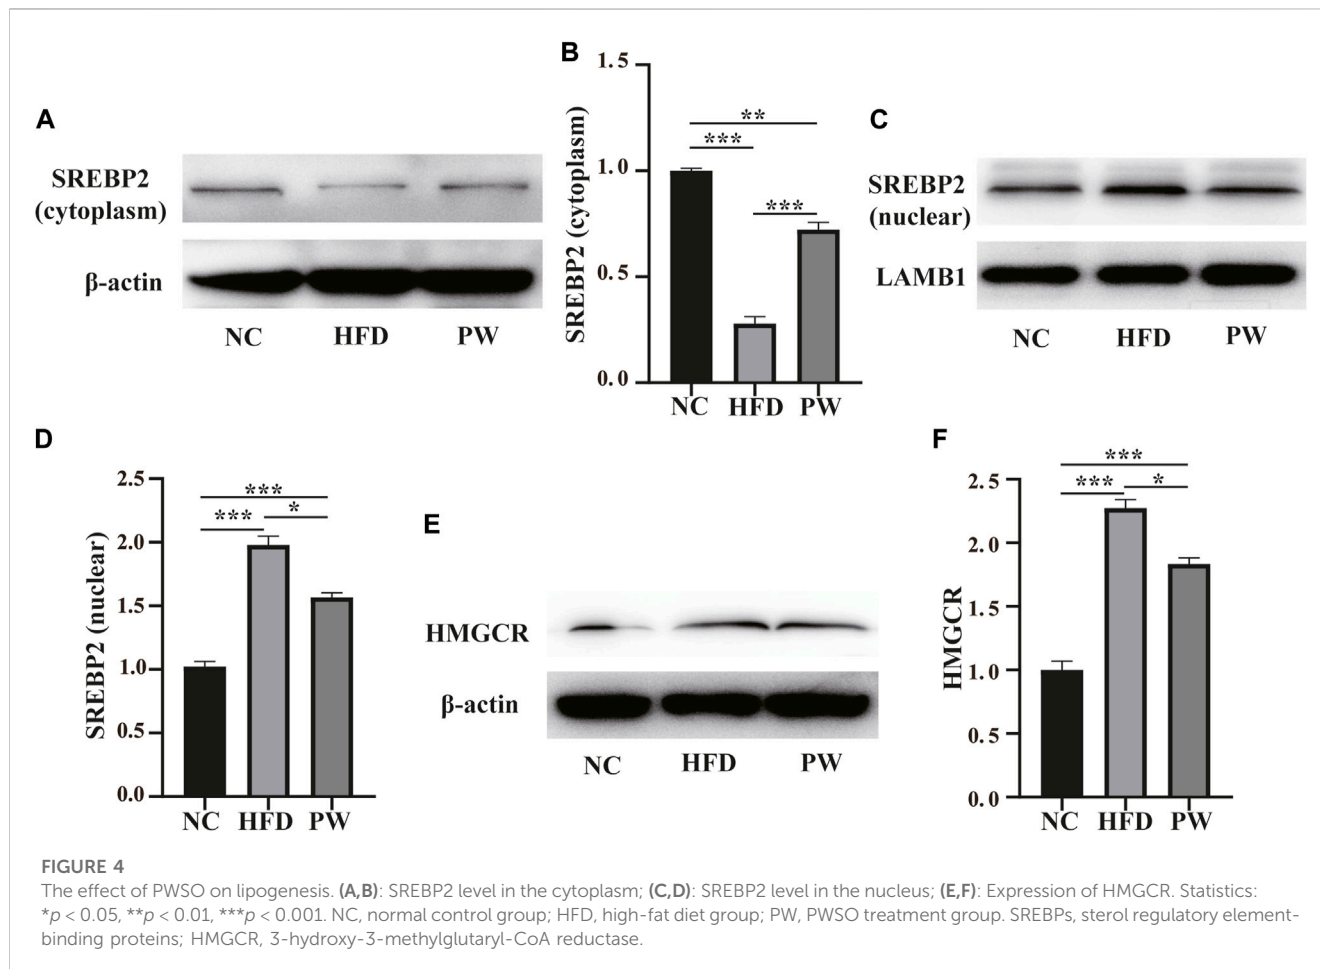 A
SREBP2
(cytoplasm)
β-actin
NC HFD PW
B
SREBP2 (cytoplasm)
1.5
1.0
0.5
0.0
**
***
***
NC HFD PW
C
SREBP2
(nuclear)
LAMB1
NC HFD PW
D
SREBP2 (nuclear)
2.5
2.0
1.5
1.0
0.5
0.0
***
*** *
NC HFD PW
E
HMGCR
β-actin
NC HFD PW
F
HMGCR
2.5
2.0
1.5
1.0
0.5
0.0
***
*** *
NC HFD PW
FIGURE 4
The effect of PWSO on lipogenesis. (A,B): SREBP2 level in the cytoplasm; (C,D): SREBP2 level in the nucleus; (E,F): Expression of HMGCR. Statistics:
*p < 0.05, **p < 0.01, ***p < 0.001. NC, normal control group; HFD, high-fat diet group; PW, PWSO treatment group. SREBPs, sterol regulatory element-
binding proteins; HMGCR, 3-hydroxy-3-methylglutaryl-CoA reductase.